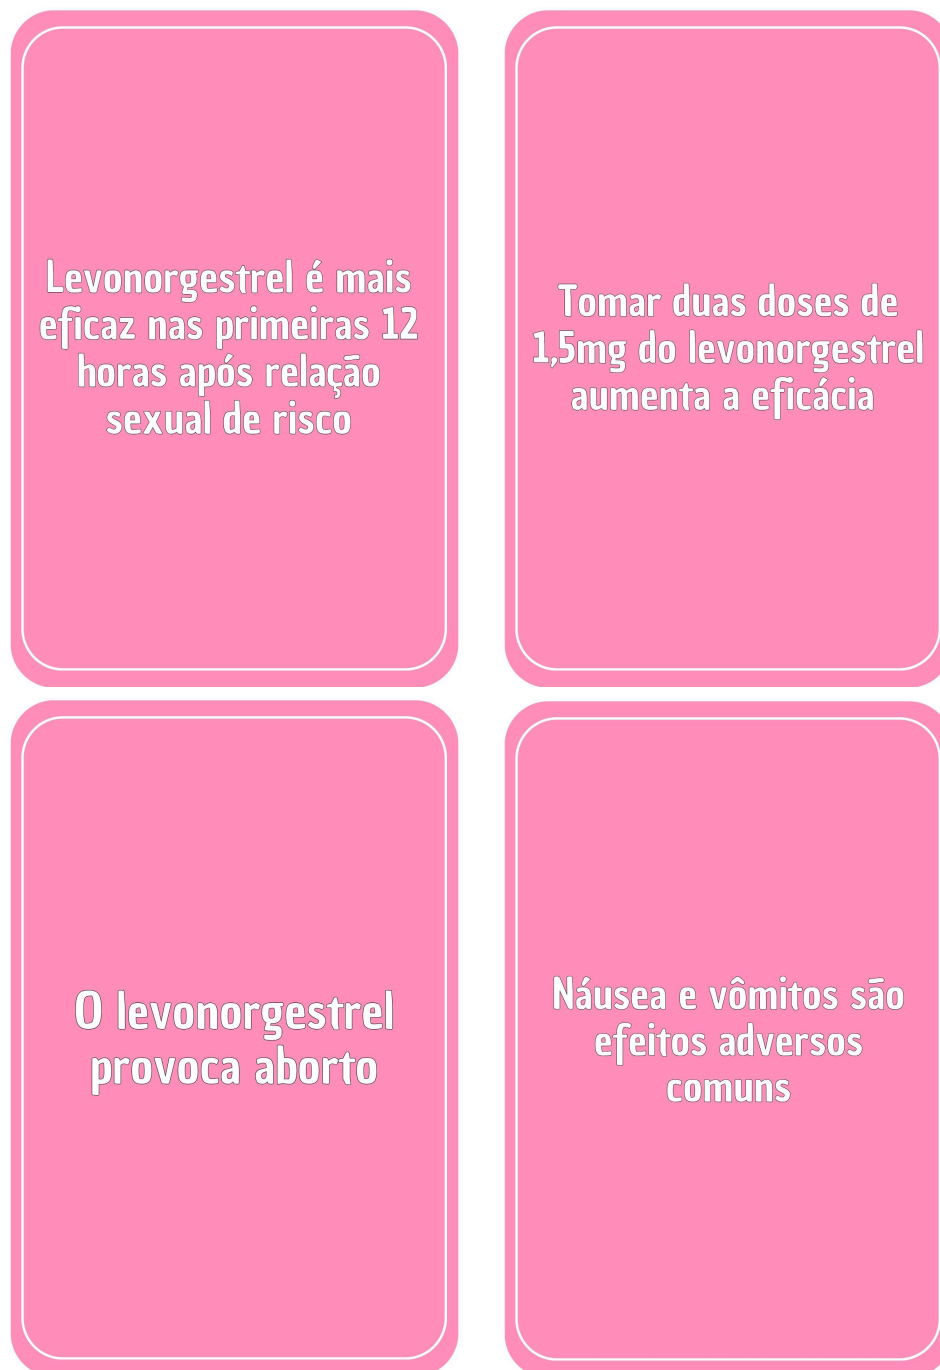 Levonorgestrel é mais
eficaz nas primeiras 12
horas após relação
sexual de risco
Tomar duas doses de
1,5mg do levonorgestrel
aumenta a eficácia
O levonorgestrel
provoca aborto
Náusea e vômitos são
efeitos adversos
comuns